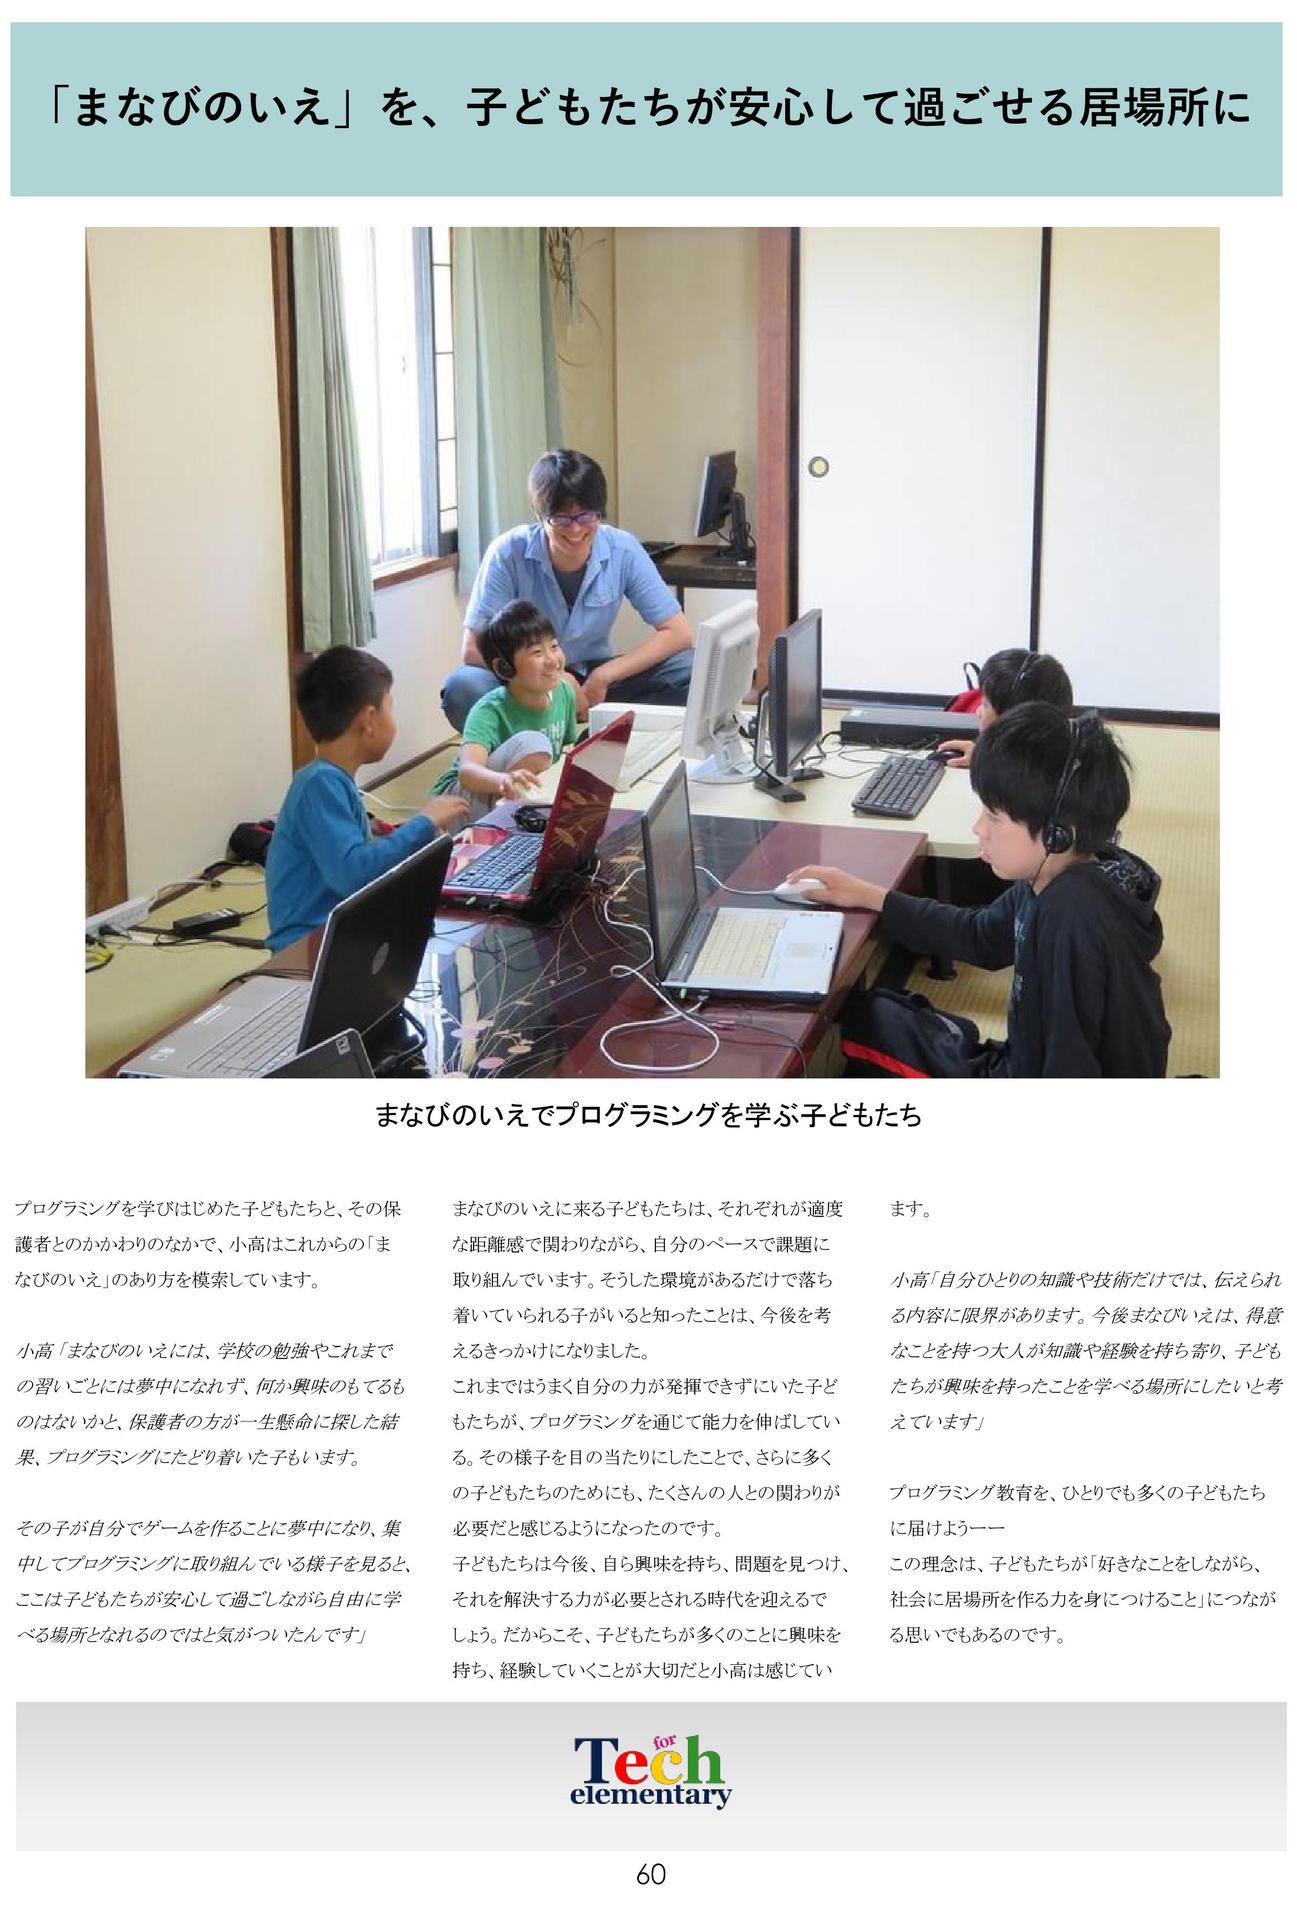 「まなびのいえ」を、子どもたちが安心して過ごせる居場所に
まなびのいえでプログラミングを学ぶ子どもたち
プログラミングを学びはじめた子どもたちと、その保
護者とのかかわりのなかで、小高はこれからの「ま
なびのいえ」のあり方を模索しています。
小高「まなびのいえには、学校の勉強やこれまで
の習いごとには夢中になれず、何か興味のもてるも
のはないかと、保護者の方が一生懸命に探した結
果、プログラミングにたどり着いた子もいます。
その子が自分でゲームを作ることに夢中になり、集
中してプログラミングに取り組んでいる様子を見ると、
ここは子どもたちが安心して過ごしながら自由に学
べる場所となれるのではと気がついたんです」
まなびのいえに来る子どもたちは、それぞれが適度
な距離感で関わりながら、自分のペースで課題に
取り組んでいます。そうした環境があるだけで落ち
着いていられる子がいると知ったことは、今後を考
えるきっかけになりました。
これまではうまく自分の力が発揮できずにいた子ど
もたちが、プログラミングを通じて能力を伸ばしてい
る。その様子を目の当たりにしたことで、さらに多く
の子どもたちのためにも、たくさんの人との関わりが
必要だと感じるようになったのです。
子どもたちは今後、自ら興味を持ち、問題を見つけ、
それを解決する力が必要とされる時代を迎えるで
しょう。だからこそ、子どもたちが多くのことに興味を
持ち、経験していくことが大切だと小高は感じてい
ます。
小高「自分ひとりの知識や技術だけでは、伝えられ
る内容に限界があります。今後まなびいえは、得意
なことを持つ大人が知識や経験を持ち寄り、子ども
たちが興味を持ったことを学べる場所にしたいと考
えています」
プログラミング教育を、ひとりでも多くの子どもたち
に届けようーー
この理念は、子どもたちが「好きなことをしながら、
社会に居場所を作る力を身につけること」につなが
る思いでもあるのです。
Tech for
elementary
60